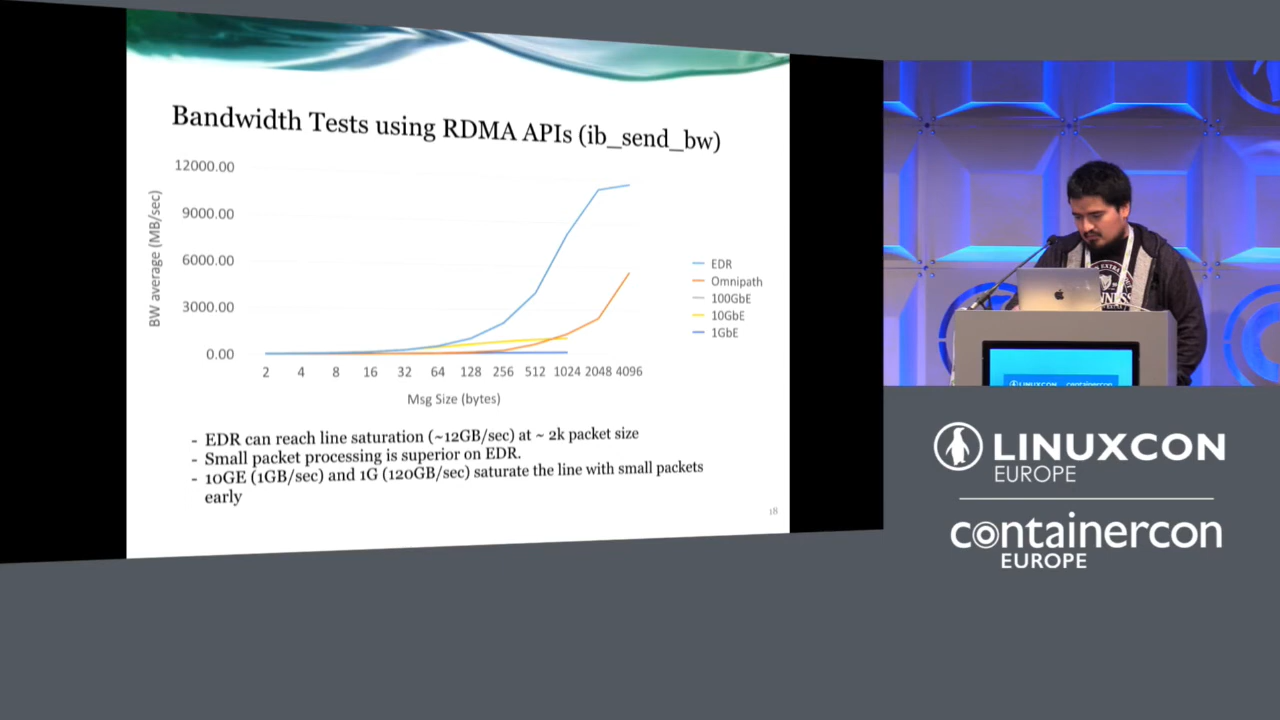 Bandwidth Tests using RDMA APIs (ib_send_bw)
12000.00
9000.00
6000.00
3000.00
0.00
BW average (MB/sec)
2 4 8 16 32 64 128 256 512 1024 2048 4096
Msg Size (bytes)
EDR
Omnipath
100GbE
10GbE
1GbE
- EDR can reach line saturation (~12GB/sec) at ~ 2k packet size
- Small packet processing is superior on EDR.
- 10GE (1GB/sec) and 1G (120GB/sec) saturate the line with small packets
early
18
LINUXCON containercon
LINUXCON
EUROPE
containercon
EUROPE